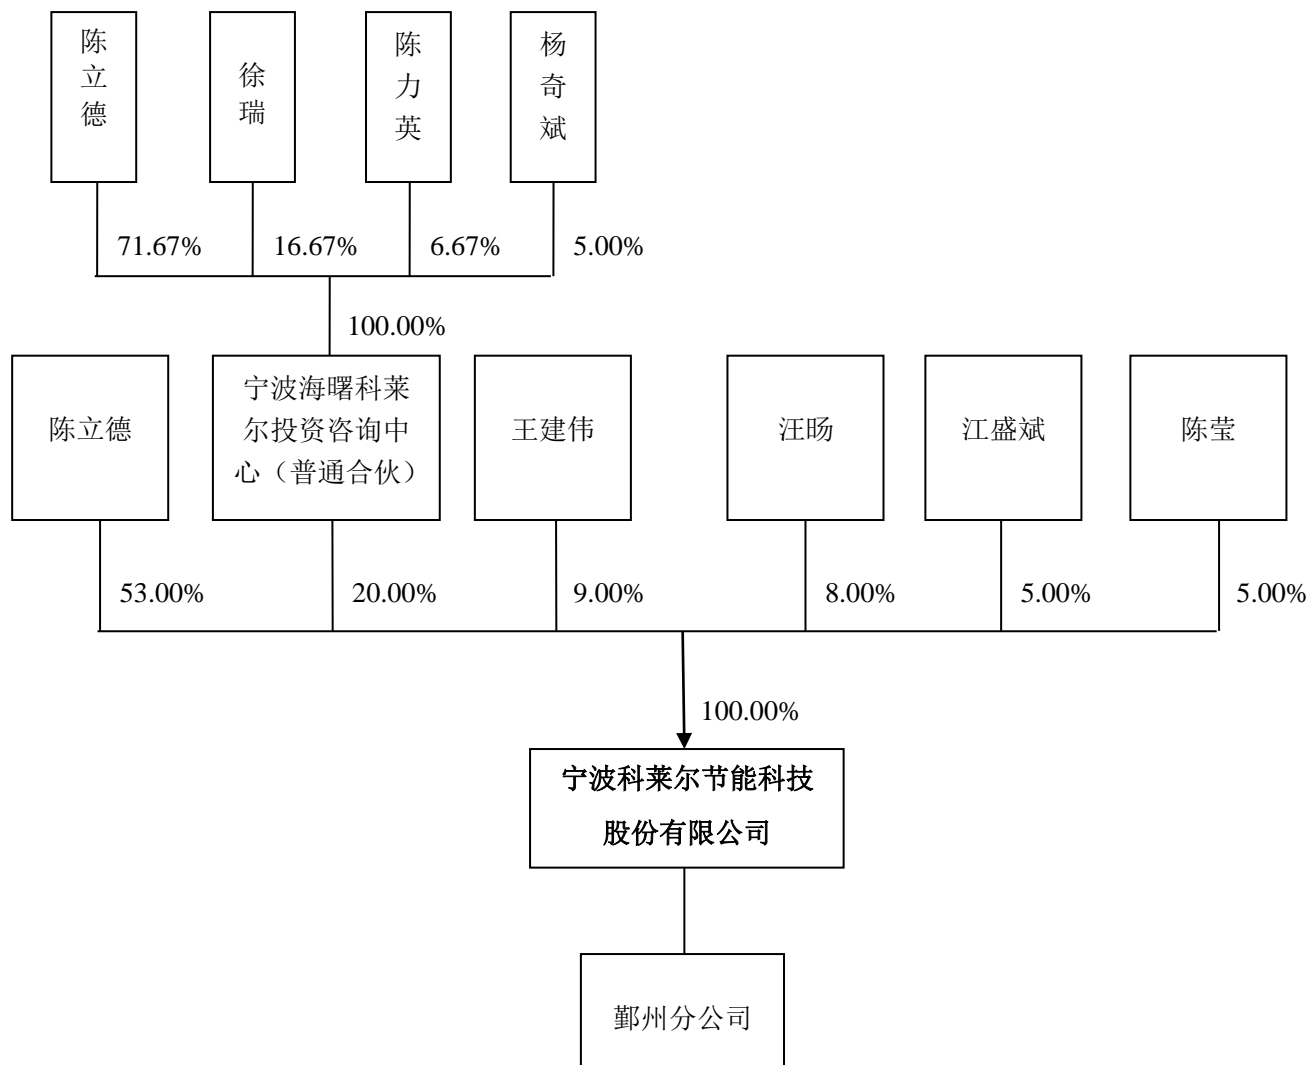 陈立德
徐瑞
陈力英
杨奇斌
71.67%
16.67%
6.67%
5.00%
100.00%
陈立德
宁波海曙科莱
尔投资咨询中
心（普通合伙）
王建伟
汪旸
江盛斌
陈莹
53.00%
20.00%
9.00%
8.00%
5.00%
5.00%
100.00%
宁波科莱尔节能科技
股份有限公司
鄞州分公司